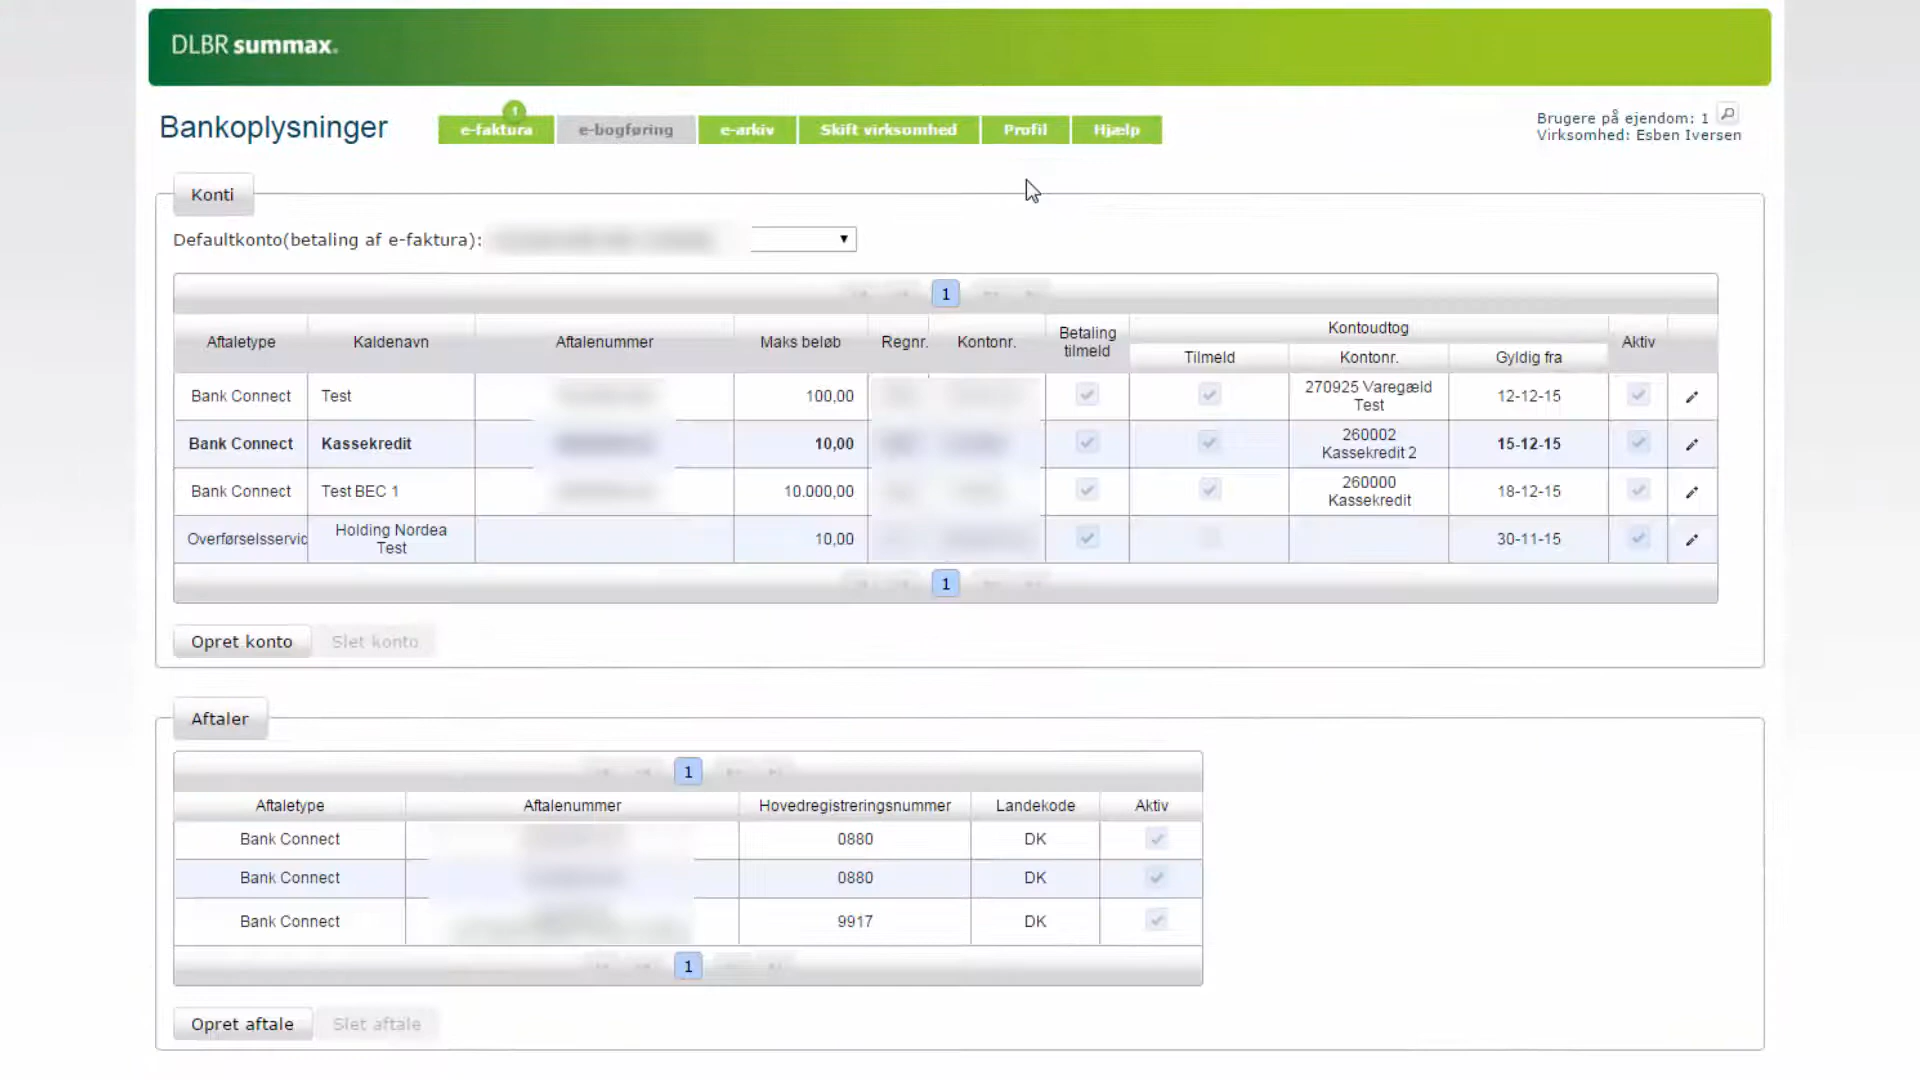 DLBR summax.
Bankoplysninger
1
e-faktura e-bogføring e-arkiv Skift virksomhed Profil Hjælp
Brugere på ejendom: 1
Virksomhed: Esben Iversen
Konti
Defaultkonto(betaling af e-faktura):
1
Aftaletype Kaldenavn Aftalenummer Maks beløb Regnr. Kontonr. Betaling tilmeld Kontoudtog Aktiv
Tilmeld Kontonr. Gyldig fra
Bank Connect Test 100,00 270925 Varegæld Test 12-12-15
Bank Connect Kassekredit 10,00 260002 Kassekredit 2 15-12-15
Bank Connect Test BEC 1 10.000,00 260000 Kassekredit 18-12-15
Overførselsservic Holding Nordea Test 10,00 30-11-15
1
Opret konto Slet konto
Aftaler
1
Aftaletype Aftalenummer Hovedregistreringsnummer Landekode Aktiv
Bank Connect 0880 DK
Bank Connect 0880 DK
Bank Connect 9917 DK
1
Opret aftale Slet aftale